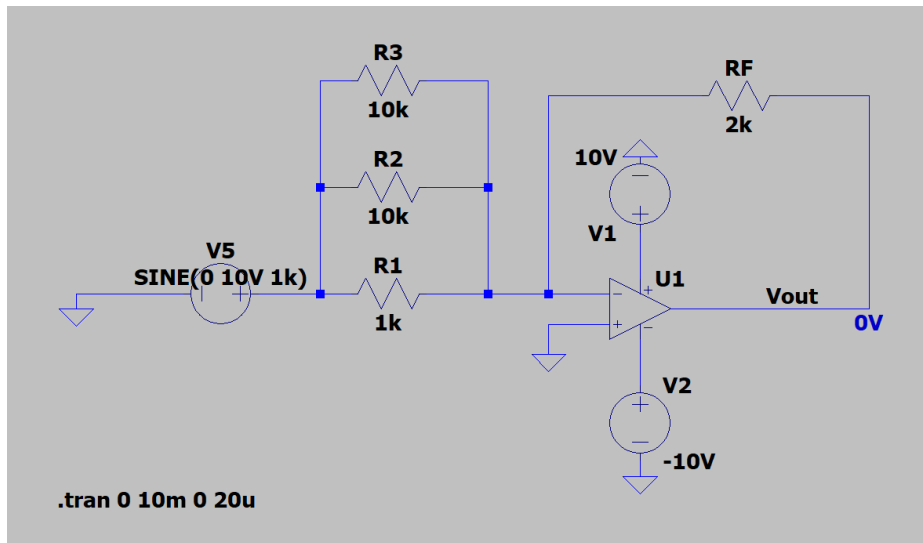 R3
10k
R2
10k
R1
1k
V5
SINE(0 10V 1k)
RF
2k
10V
V1
U1
Vout
0V
V2
-10V
.tran 0 10m 0 20u